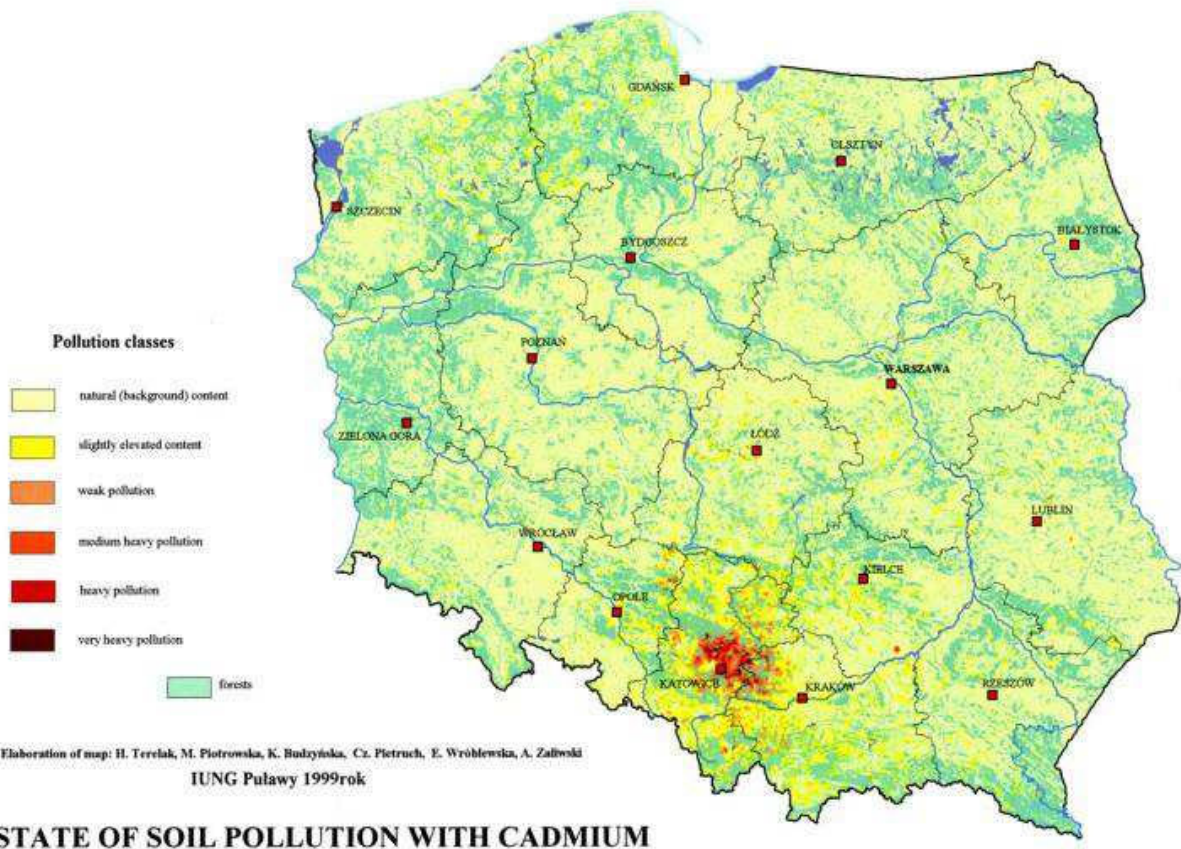 GDAŃSK
OLSZTYN
SZCZECIN
BIAŁYSTOK
BYDGOSZCZ
Pollution classes
POZNAŃ
WARSZAWA
natural (background) content
ZIELONA GÓRA
slightly elevated content
ŁÓDŹ
weak pollution
LUBLIN
medium heavy pollution
WROCŁAW
KIELCE
heavy pollution
OPOLE
very heavy pollution
forests
KATOWICE
KRAKÓW
RZESZÓW
Elaboration of map: H. Terelak, M. Piotrowska, K. Budzyńska, Cz. Pietruch, E. Wróblewska, A. Zaliwski
IUNG Puławy 1999rok
STATE OF SOIL POLLUTION WITH CADMIUM